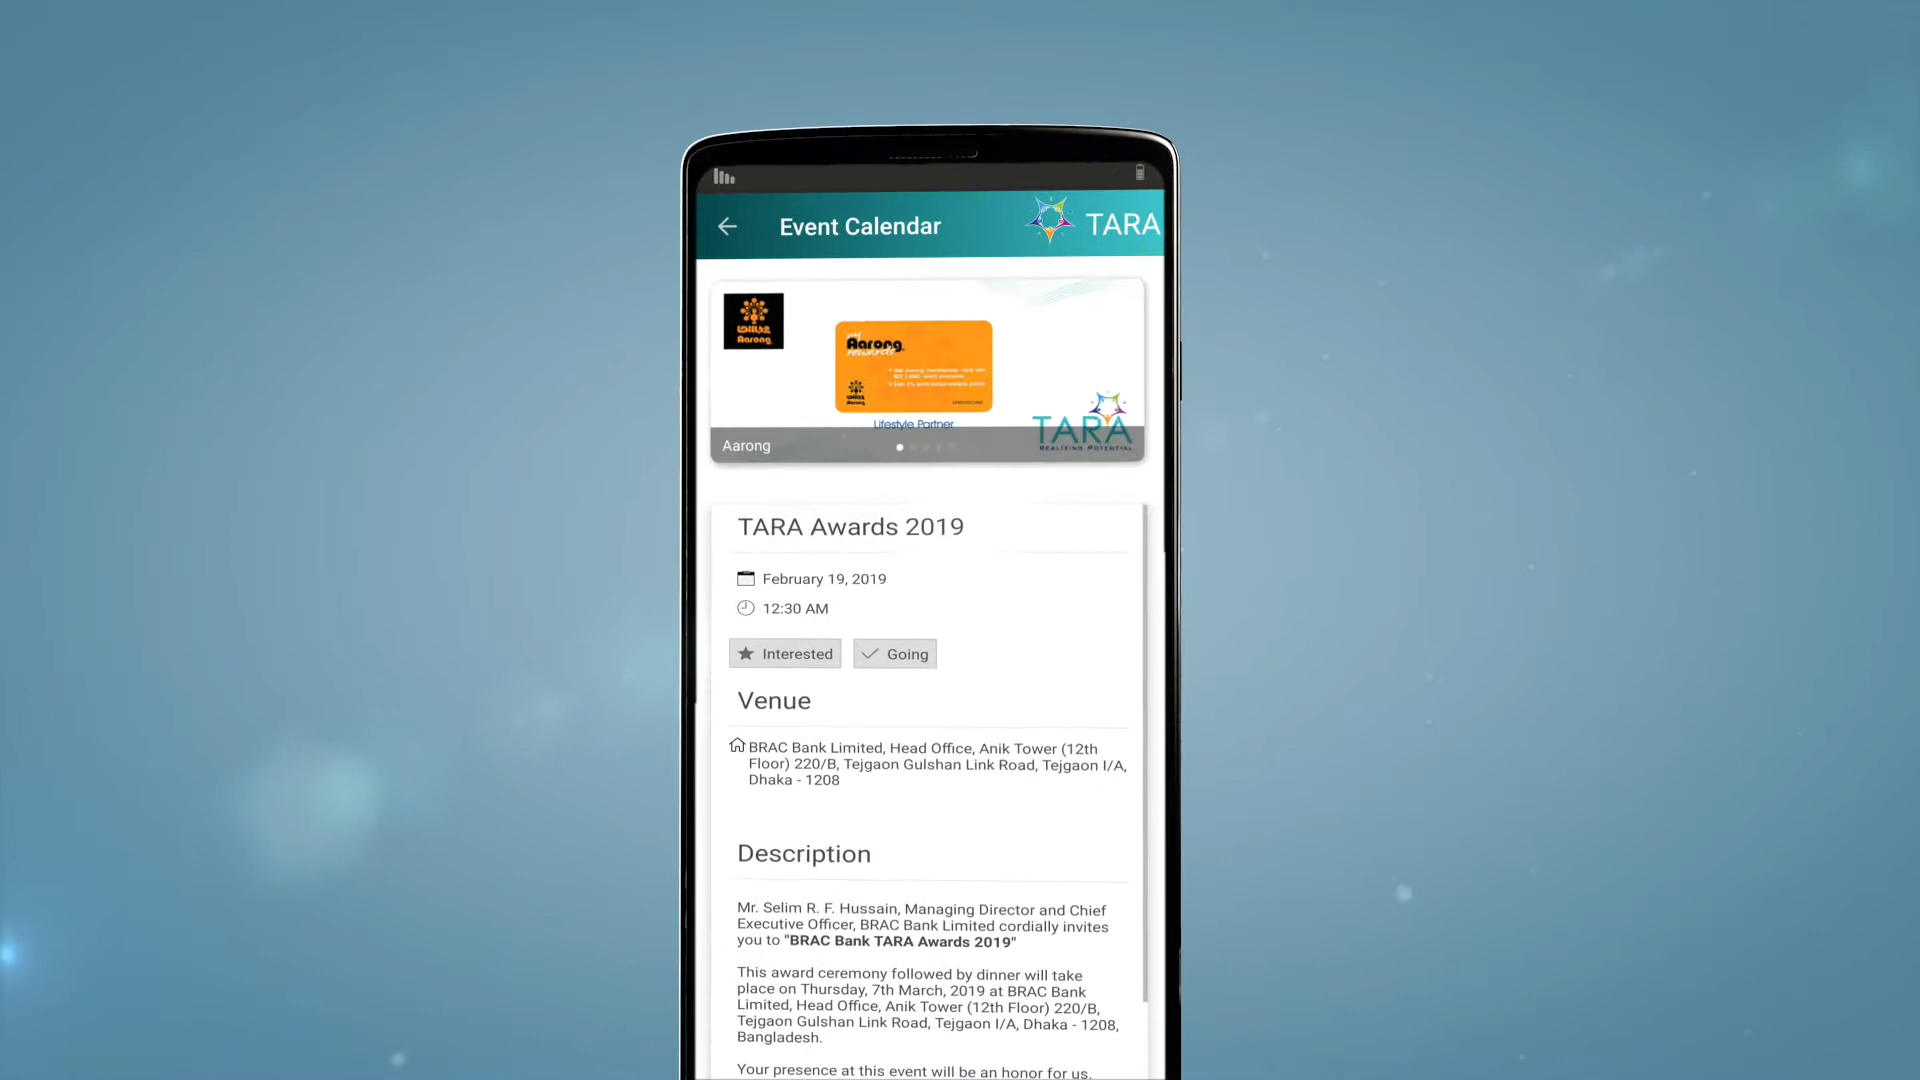 Event Calendar
TARA
Aarong
Aarong
Lifestyle Partner
TARA
REALIZING POTENTIAL
Aarong
TARA Awards 2019
February 19, 2019
12:30 AM
Interested
Going
Venue
BRAC Bank Limited, Head Office, Anik Tower (12th
Floor) 220/B, Tejgaon Gulshan Link Road, Tejgaon I/A,
Dhaka - 1208
Description
Mr. Selim R. F. Hussain, Managing Director and Chief
Executive Officer, BRAC Bank Limited cordially invites
you to "BRAC Bank TARA Awards 2019"
This award ceremony followed by dinner will take
place on Thursday, 7th March, 2019 at BRAC Bank
Limited, Head Office, Anik Tower (12th Floor) 220/B,
Tejgaon Gulshan Link Road, Tejgaon I/A, Dhaka - 1208,
Bangladesh.
Your presence at this event will be an honor for us.